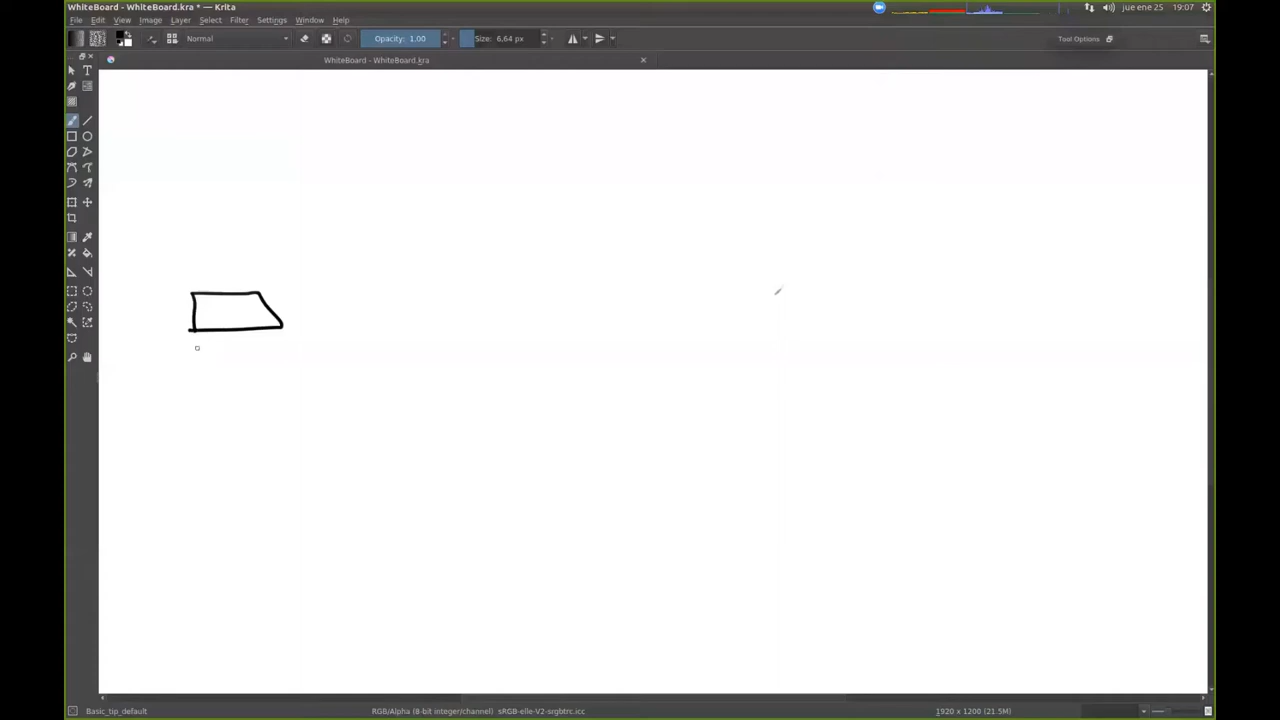 WhiteBoard - WhiteBoard.kra * — Krita
jue ene 25 19:07
File Edit View Image Layer Select Filter Settings Window Help
Normal Opacity: 1.00 Size: 6,64 px Tool Options
WhiteBoard - WhiteBoard.kra
Basic_tip_default RGB/Alpha (8-bit integer/channel) sRGB-elle-V2-srgbtrc.icc 1920 x 1200 (21.5M)